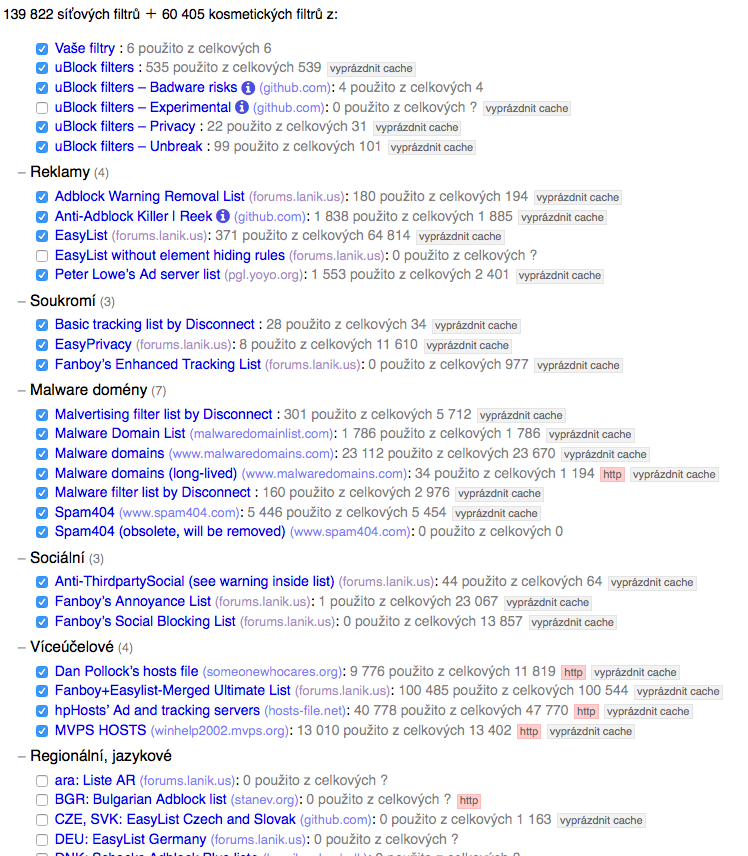 139 822 síťových filtrů + 60 405 kosmetických filtrů z:
Vaše filtry : 6 použito z celkových 6
uBlock filters : 535 použito z celkových 539 vyprázdnit cache
uBlock filters – Badware risks (github.com): 4 použito z celkových 4
uBlock filters – Experimental (github.com): 0 použito z celkových ? vyprázdnit cache
uBlock filters – Privacy : 22 použito z celkových 31 vyprázdnit cache
uBlock filters – Unbreak : 99 použito z celkových 101 vyprázdnit cache
– Reklamy (4)
Adblock Warning Removal List (forums.lanik.us): 180 použito z celkových 194 vyprázdnit cache
Anti-Adblock Killer | Reek (github.com): 1 838 použito z celkových 1 885 vyprázdnit cache
EasyList (forums.lanik.us): 371 použito z celkových 64 814 vyprázdnit cache
EasyList without element hiding rules (forums.lanik.us): 0 použito z celkových ?
Peter Lowe's Ad server list (pgl.yoyo.org): 1 553 použito z celkových 2 401 vyprázdnit cache
– Soukromí (3)
Basic tracking list by Disconnect : 28 použito z celkových 34 vyprázdnit cache
EasyPrivacy (forums.lanik.us): 8 použito z celkových 11 610 vyprázdnit cache
Fanboy's Enhanced Tracking List (forums.lanik.us): 0 použito z celkových 977 vyprázdnit cache
– Malware domény (7)
Malvertising filter list by Disconnect : 301 použito z celkových 5 712 vyprázdnit cache
Malware Domain List (malwaredomainlist.com): 1 786 použito z celkových 1 786 vyprázdnit cache
Malware domains (www.malwaredomains.com): 23 112 použito z celkových 23 670 vyprázdnit cache
Malware domains (long-lived) (www.malwaredomains.com): 34 použito z celkových 1 194 http vyprázdnit cache
Malware filter list by Disconnect : 160 použito z celkových 2 976 vyprázdnit cache
Spam404 (www.spam404.com): 5 446 použito z celkových 5 454 vyprázdnit cache
Spam404 (obsolete, will be removed) (www.spam404.com): 0 použito z celkových 0
– Sociální (3)
Anti-ThirdpartySocial (see warning inside list) (forums.lanik.us): 44 použito z celkových 64 vyprázdnit cache
Fanboy's Annoyance List (forums.lanik.us): 1 použito z celkových 23 067 vyprázdnit cache
Fanboy's Social Blocking List (forums.lanik.us): 0 použito z celkových 13 857 vyprázdnit cache
– Víceúčelové (4)
Dan Pollock's hosts file (someonewhocares.org): 9 776 použito z celkových 11 819 http vyprázdnit cache
Fanboy+Easylist-Merged Ultimate List (forums.lanik.us): 100 485 použito z celkových 100 544 vyprázdnit cache
hpHosts' Ad and tracking servers (hosts-file.net): 40 778 použito z celkových 47 770 http vyprázdnit cache
MVPS HOSTS (winhelp2002.mvps.org): 13 010 použito z celkových 13 402 http vyprázdnit cache
– Regionální, jazykové
ara: Liste AR (forums.lanik.us): 0 použito z celkových ?
BGR: Bulgarian Adblock list (stanev.org): 0 použito z celkových ? http
CZE, SVK: EasyList Czech and Slovak (github.com): 0 použito z celkových 1 163 vyprázdnit cache
DEU: EasyList Germany (forums.lanik.us): 0 použito z celkových ?